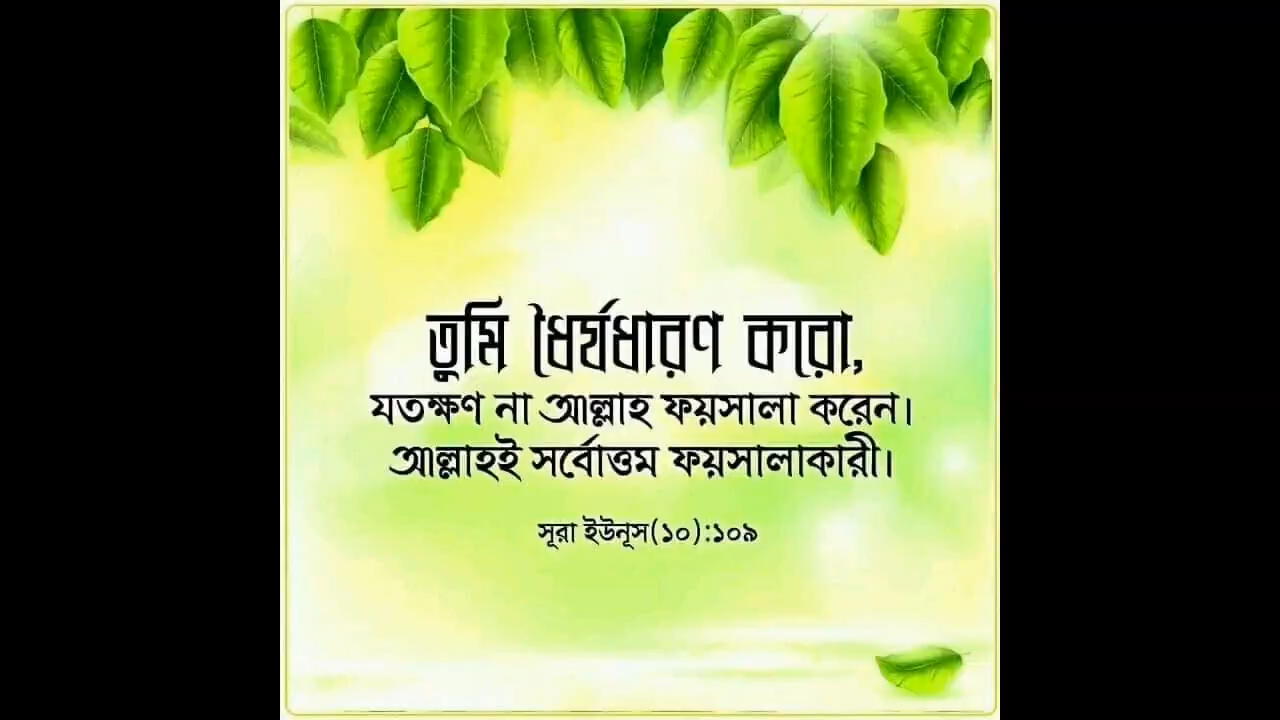 তুমি ধৈর্যধারণ করো,
যতক্ষণ না আল্লাহ ফয়সালা করেন।
আল্লাহই সর্বোত্তম ফয়সালাকারী।
সূরা ইউনূস(১০):১০৯